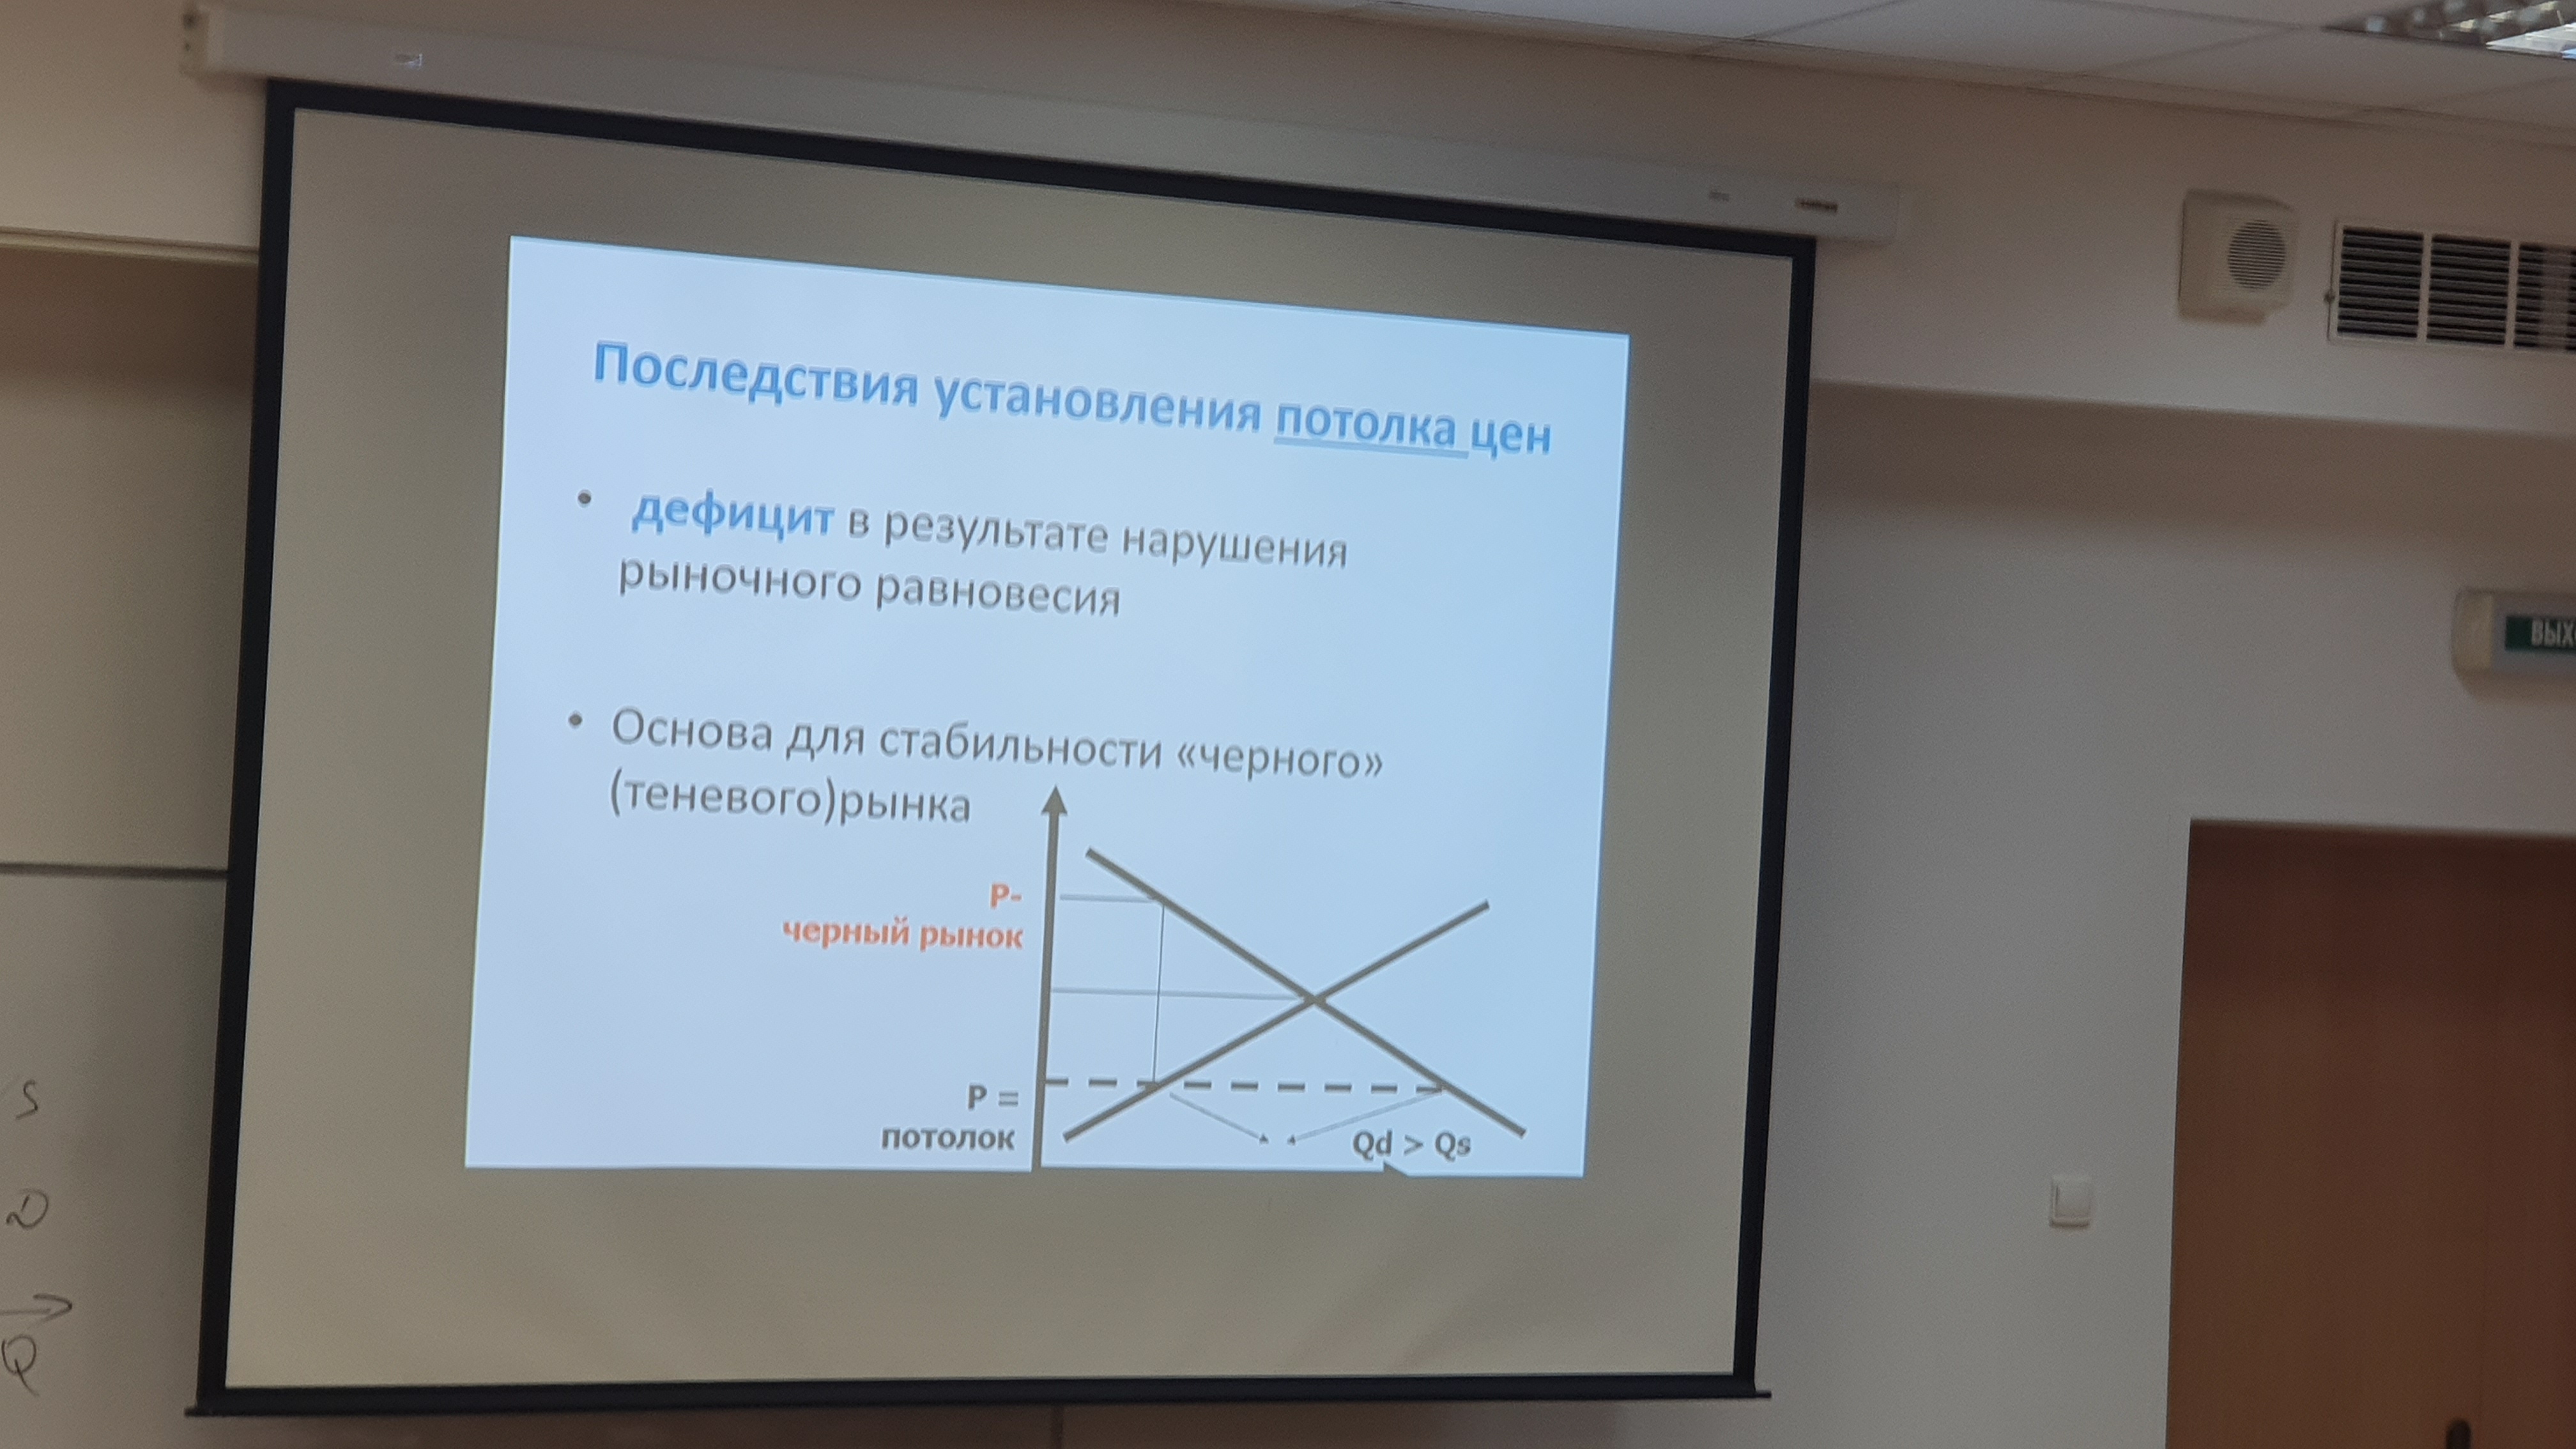 Последствия установления потолка цен
• дефицит в результате нарушения
рыночного равновесия
• Основа для стабильности «черного»
(теневого)рынка
P-
черный рынок
P =
потолок
Qd > Qs
S
D
Q